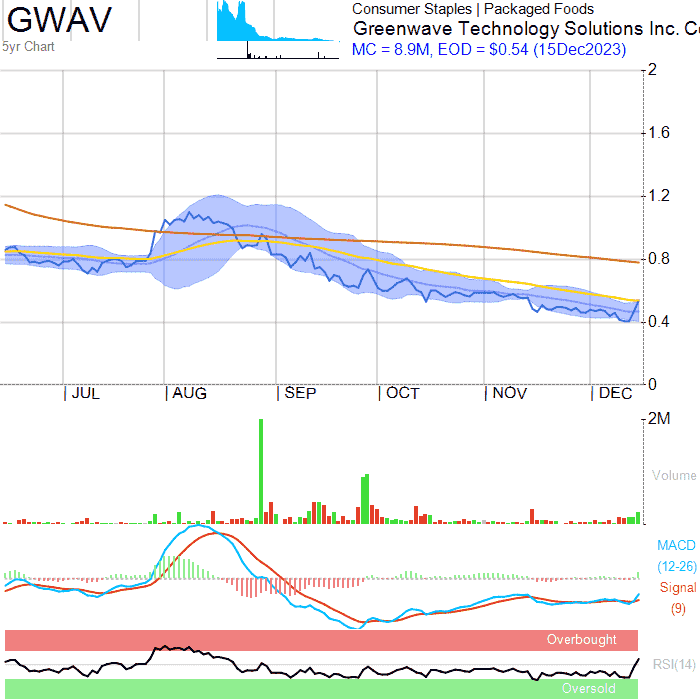 GWAV
5yr Chart
Consumer Staples | Packaged Foods
Greenwave Technology Solutions Inc. Co
MC = 8.9M, EOD = $0.54 (15Dec2023)
2
1.6
1.2
0.8
0.4
0
JUL AUG SEP OCT NOV DEC
2M
Volume
MACD
(12-26)
Signal
(9)
Overbought
RSI(14)
Oversold